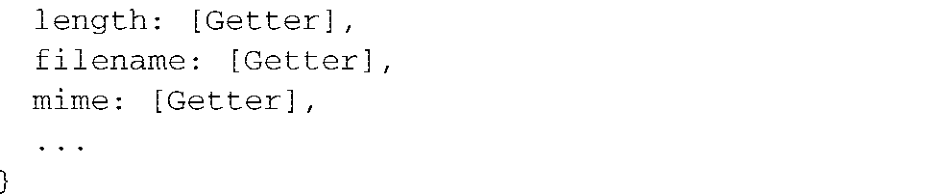 length: [Getter],
filename: [Getter],
mime: [Getter],
...
}